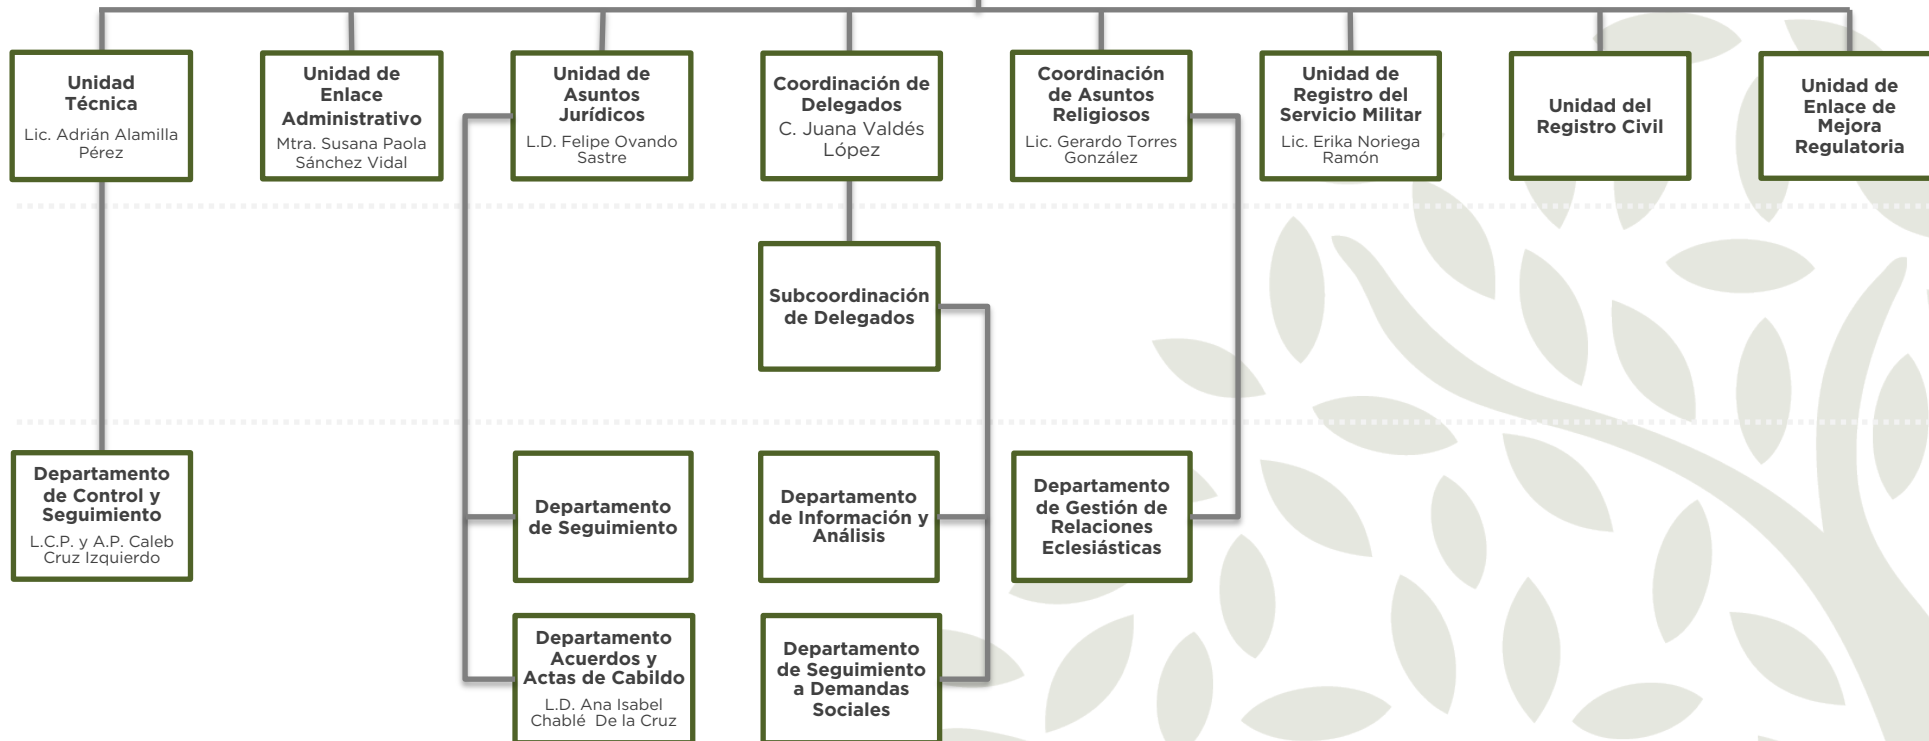 Unidad
Técnica
Lic. Adrián Alamilla
Pérez
Unidad de
Enlace
Administrativo
Mtra. Susana Paola
Sánchez Vidal
Unidad de
Asuntos
Jurídicos
L.D. Felipe Ovando
Sastre
Coordinación de
Delegados
C. Juana Valdés
López
Coordinación
de Asuntos
Religiosos
Lic. Gerardo Torres
González
Unidad de
Registro del
Servicio Militar
Lic. Erika Noriega
Ramón
Unidad del
Registro Civil
Unidad de
Enlace de
Mejora
Regulatoria
Subcoordinación
de Delegados
Departamento
de Control y
Seguimiento
L.C.P. y A.P. Caleb
Cruz Izquierdo
Departamento
de Seguimiento
Departamento
de Información y
Análisis
Departamento
de Gestión de
Relaciones
Eclesiásticas
Departamento
Acuerdos y
Actas de Cabildo
L.D. Ana Isabel
Chablé De la Cruz
Departamento
de Seguimiento
a Demandas
Sociales